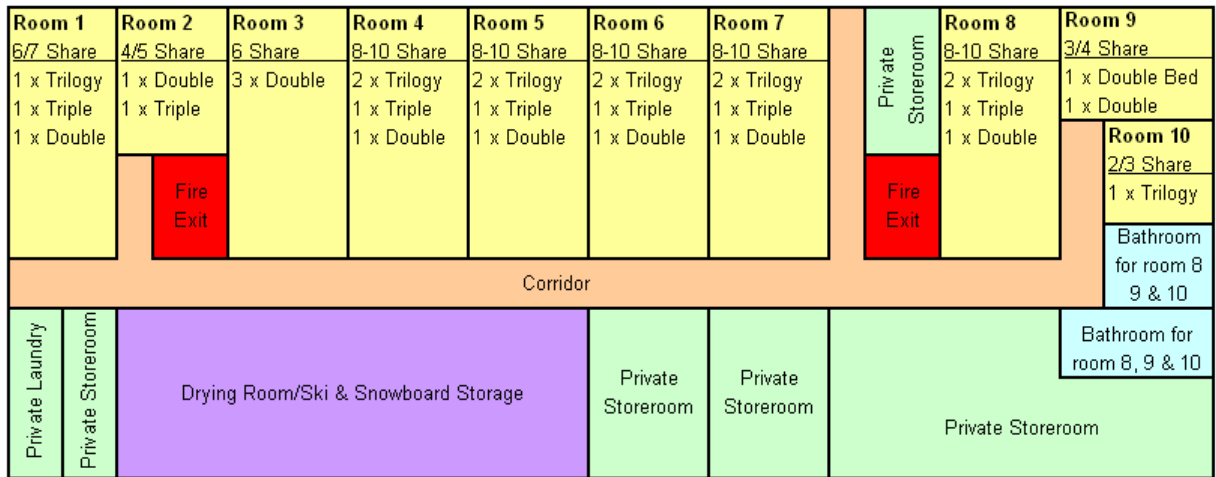 Room 1
6/7 Share
1 x Trilogy
1 x Triple
1 x Double
Room 2
4/5 Share
1 x Double
1 x Triple
Fire
Exit
Room 3
6 Share
3 x Double
Room 4
8-10 Share
2 x Trilogy
1 x Triple
1 x Double
Room 5
8-10 Share
2 x Trilogy
1 x Triple
1 x Double
Room 6
8-10 Share
2 x Trilogy
1 x Triple
1 x Double
Room 7
8-10 Share
2 x Trilogy
1 x Triple
1 x Double
Private
Storeroom
Fire
Exit
Room 8
8-10 Share
2 x Trilogy
1 x Triple
1 x Double
Room 9
3/4 Share
1 x Double Bed
1 x Double
Room 10
2/3 Share
1 x Trilogy
Bathroom
for room 8
9 & 10
Corridor
Private Laundry
Private Storeroom
Drying Room/Ski & Snowboard Storage
Private
Storeroom
Private
Storeroom
Bathroom for
room 8, 9 & 10
Private Storeroom